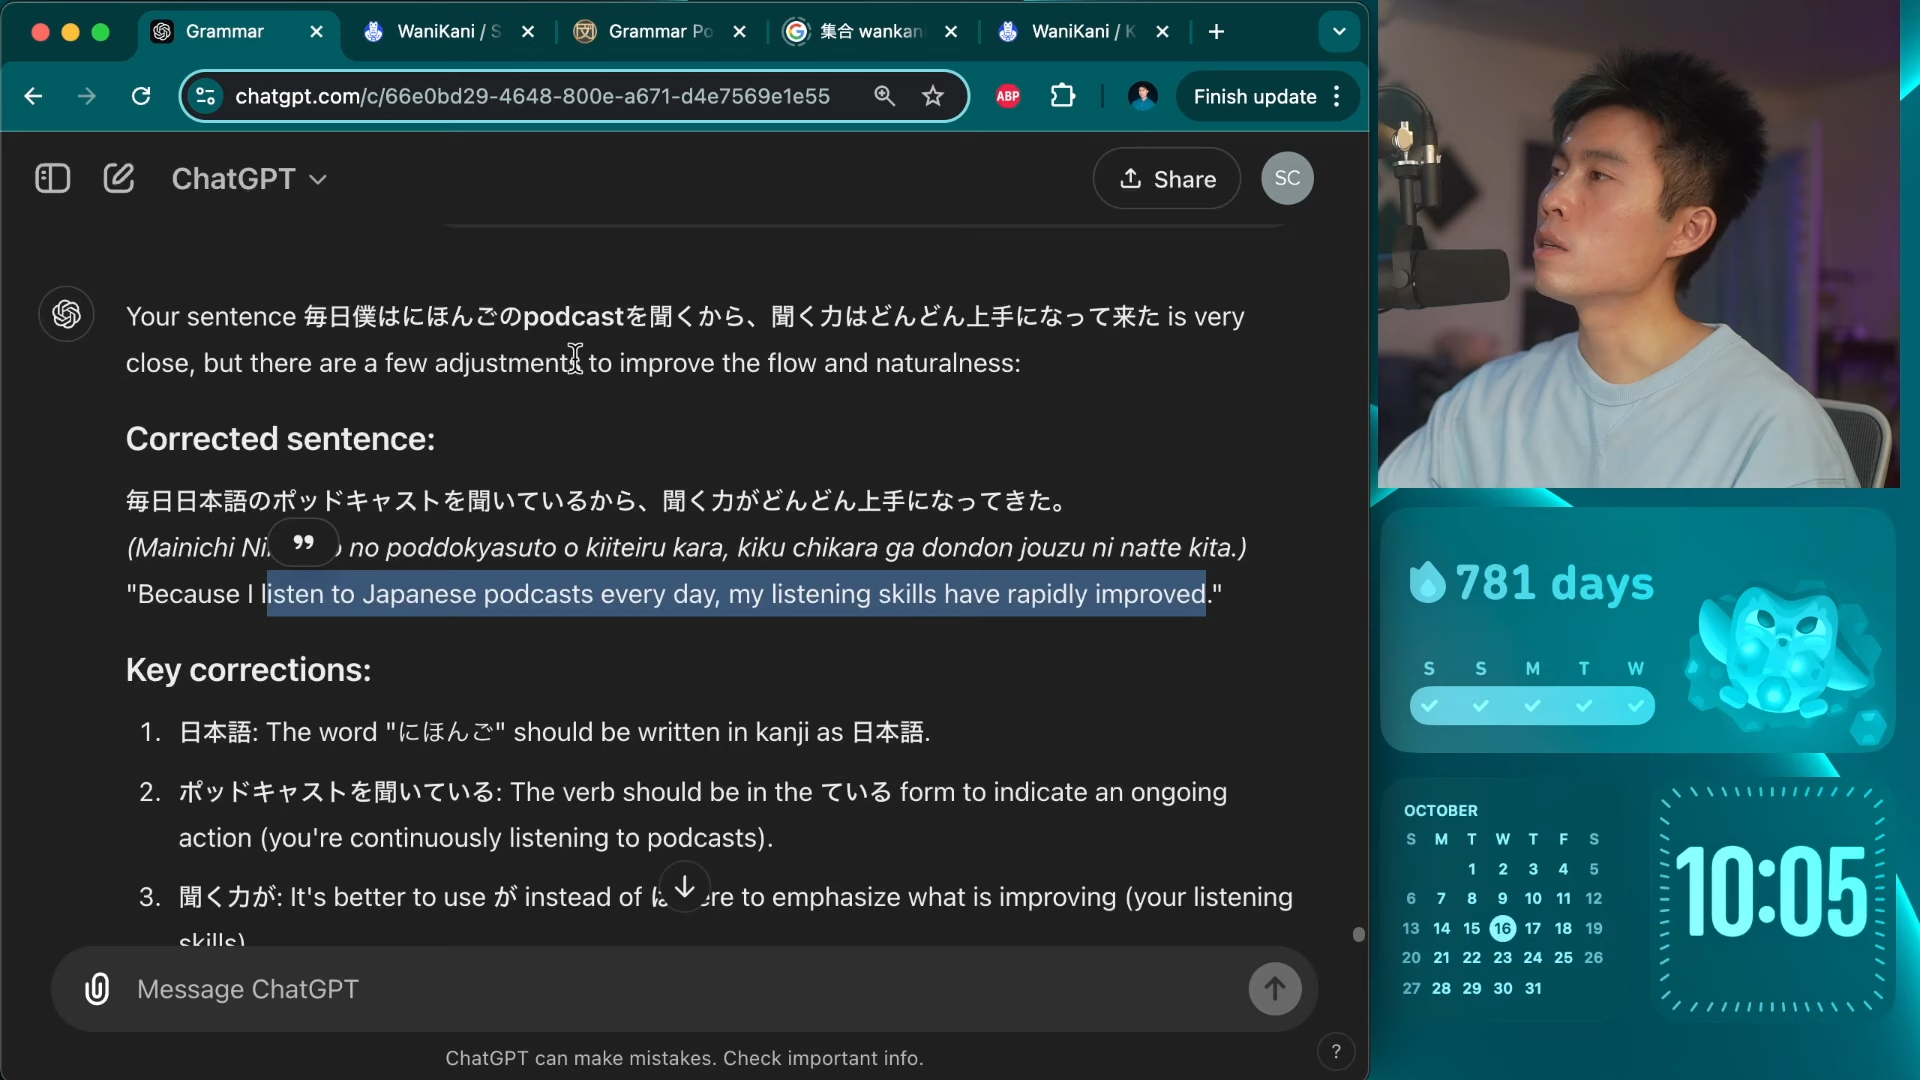 Grammar
WaniKani / S
Grammar Po
集合 wankan
WaniKani / K
chatgpt.com/c/66e0bd29-4648-800e-a671-d4e7569e1e55
ABP
Finish update
ChatGPT
Share
SC
Your sentence 毎日僕はにほんごのpodcastを聞くから、聞く力はどんどん上手になって来た is very
close, but there are a few adjustments to improve the flow and naturalness:
Corrected sentence:
毎日日本語のポッドキャストを聞いているから、聞く力がどんどん上手になってきた。
(Mainichi Ni no poddokyasuto o kiiteiru kara, kiku chikara ga dondon jouzu ni natte kita.)
"Because I listen to Japanese podcasts every day, my listening skills have rapidly improved."
Key corrections:
1. 日本語: The word "にほんご" should be written in kanji as 日本語.
2. ポッドキャストを聞いている: The verb should be in the ている form to indicate an ongoing
action (you're continuously listening to podcasts).
3. 聞く力が: It's better to use が instead of は here to emphasize what is improving (your listening
skills)
Message ChatGPT
ChatGPT can make mistakes. Check important info.
?
781 days
S S M T W
OCTOBER
S M T W T F S
1 2 3 4 5
6 7 8 9 10 11 12
13 14 15 16 17 18 19
20 21 22 23 24 25 26
27 28 29 30 31
10:05